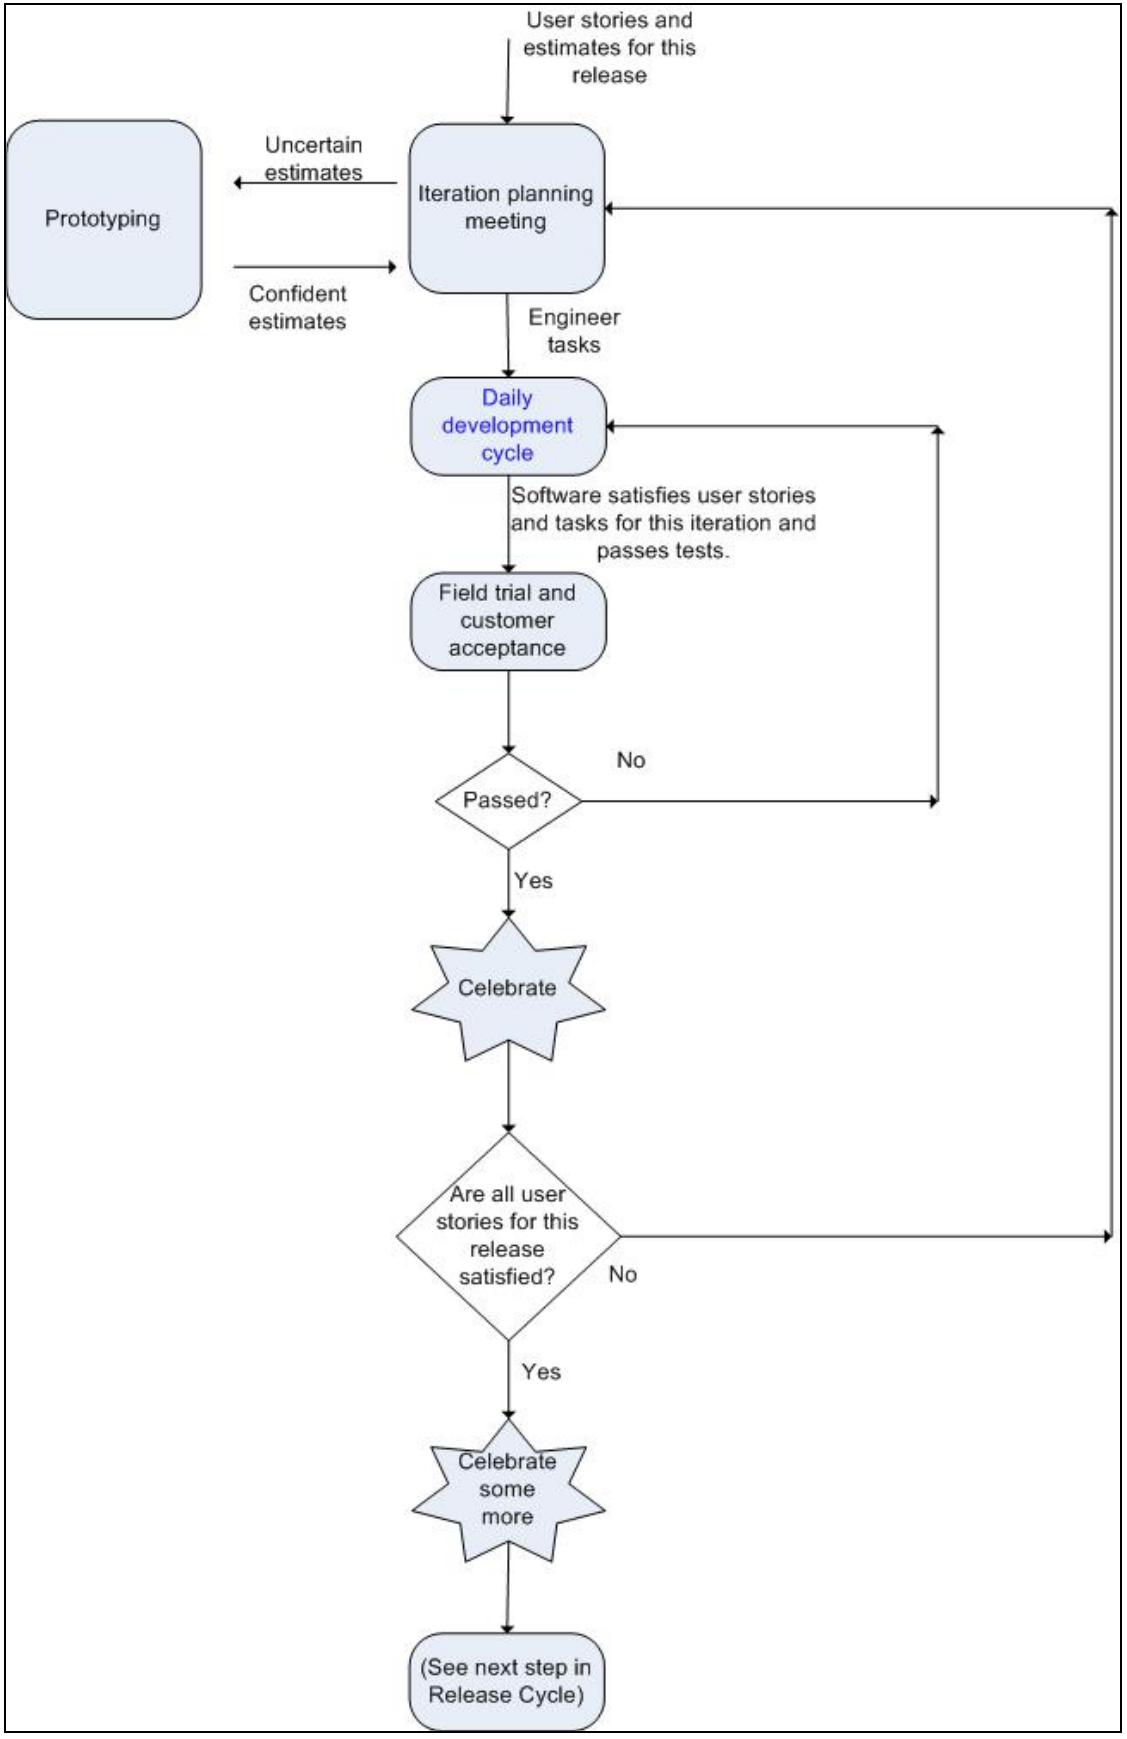 User stories and
estimates for this
release
Uncertain
estimates
Prototyping
Iteration planning
meeting
Confident
estimates
Engineer
tasks
Daily
development
cycle
Software satisfies user stories
and tasks for this iteration and
passes tests.
Field trial and
customer
acceptance
No
Passed?
Yes
Celebrate
Are all user
stories for this
release
satisfied?
No
Yes
Celebrate
some
more
(See next step in
Release Cycle)